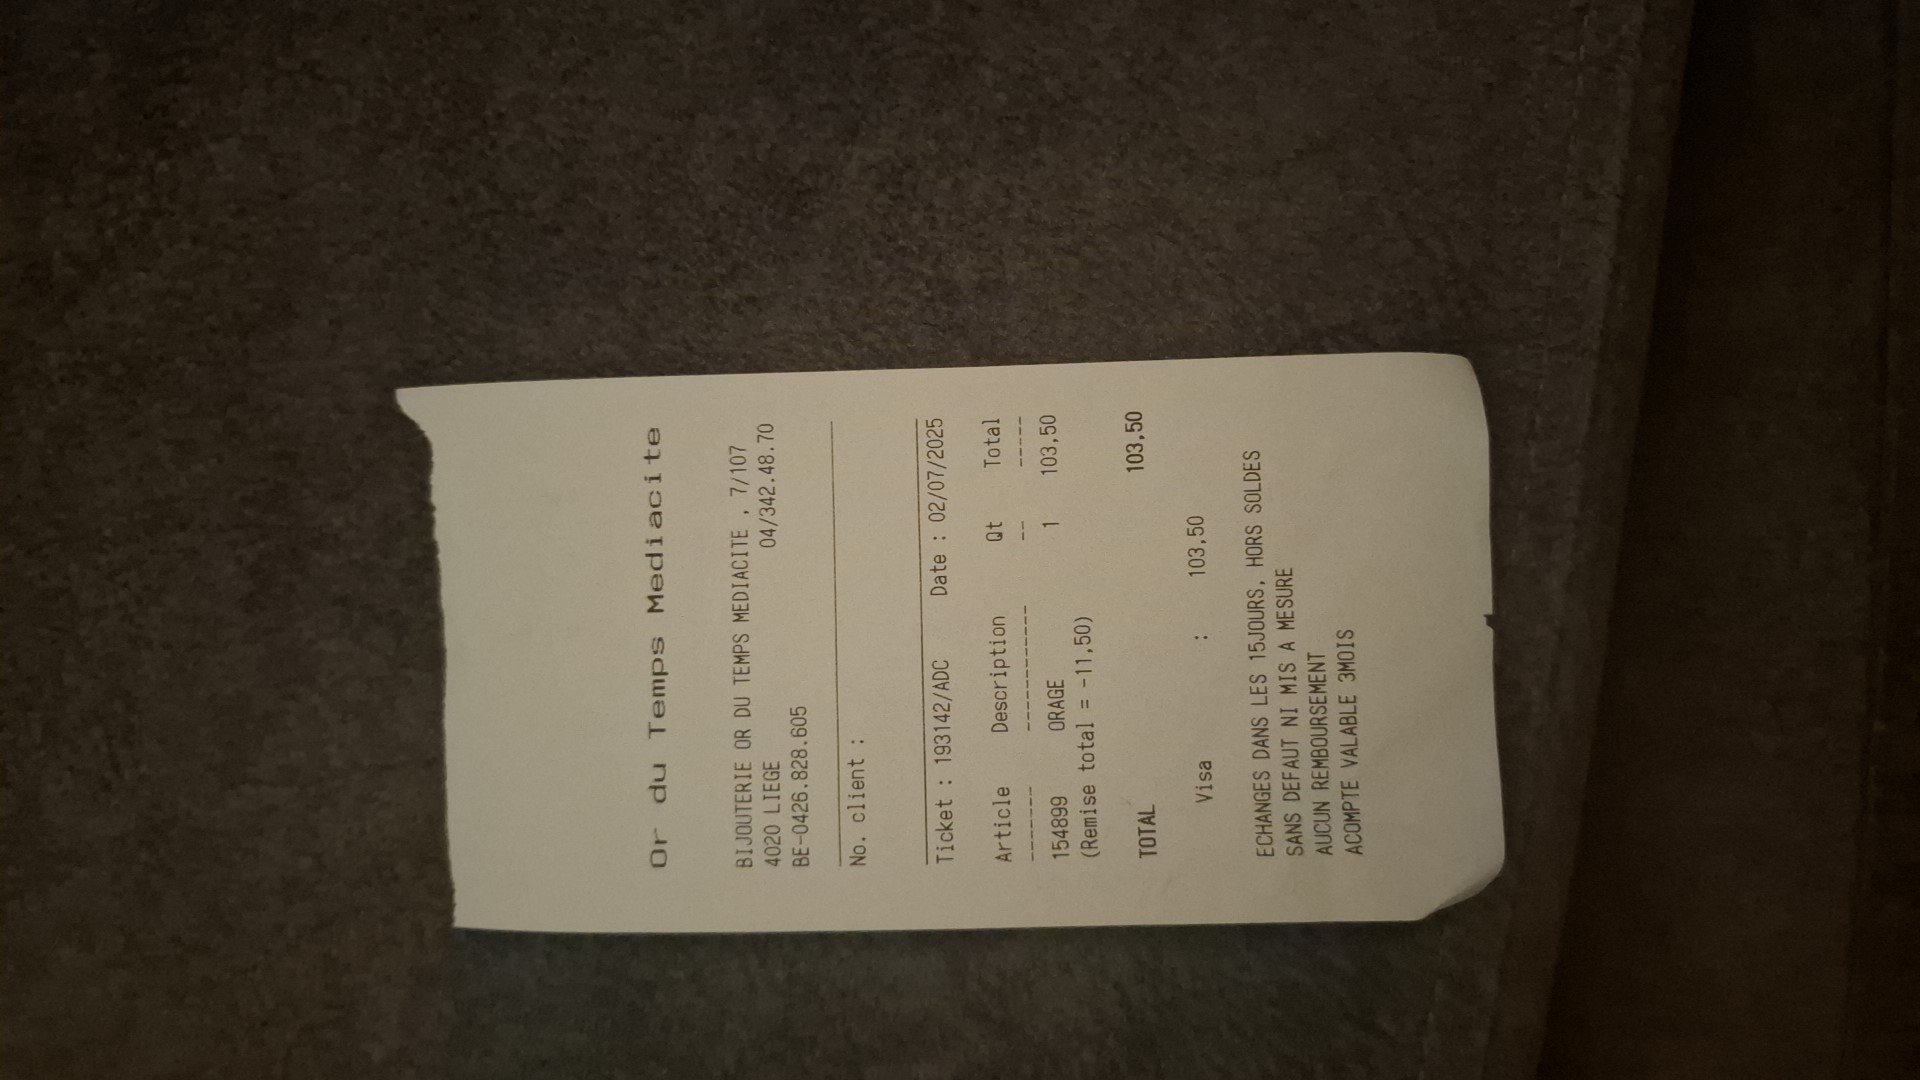 Or du Temps Mediacite
BIJOUTERIE OR DU TEMPS MEDIACITE , 7/107
4020 LIEGE 04/342.48.70
BE-0426.828.605
No. client :
Ticket : 193142/ADC Date : 02/07/2025
Article Description Qt Total
------- ----------- -- -----
154899 ORAGE 1 103,50
(Remise total = -11,50)
TOTAL 103,50
Visa : 103,50
ECHANGES DANS LES 15JOURS, HORS SOLDES
SANS DEFAUT NI MIS A MESURE
AUCUN REMBOURSEMENT
ACOMPTE VALABLE 3MOIS